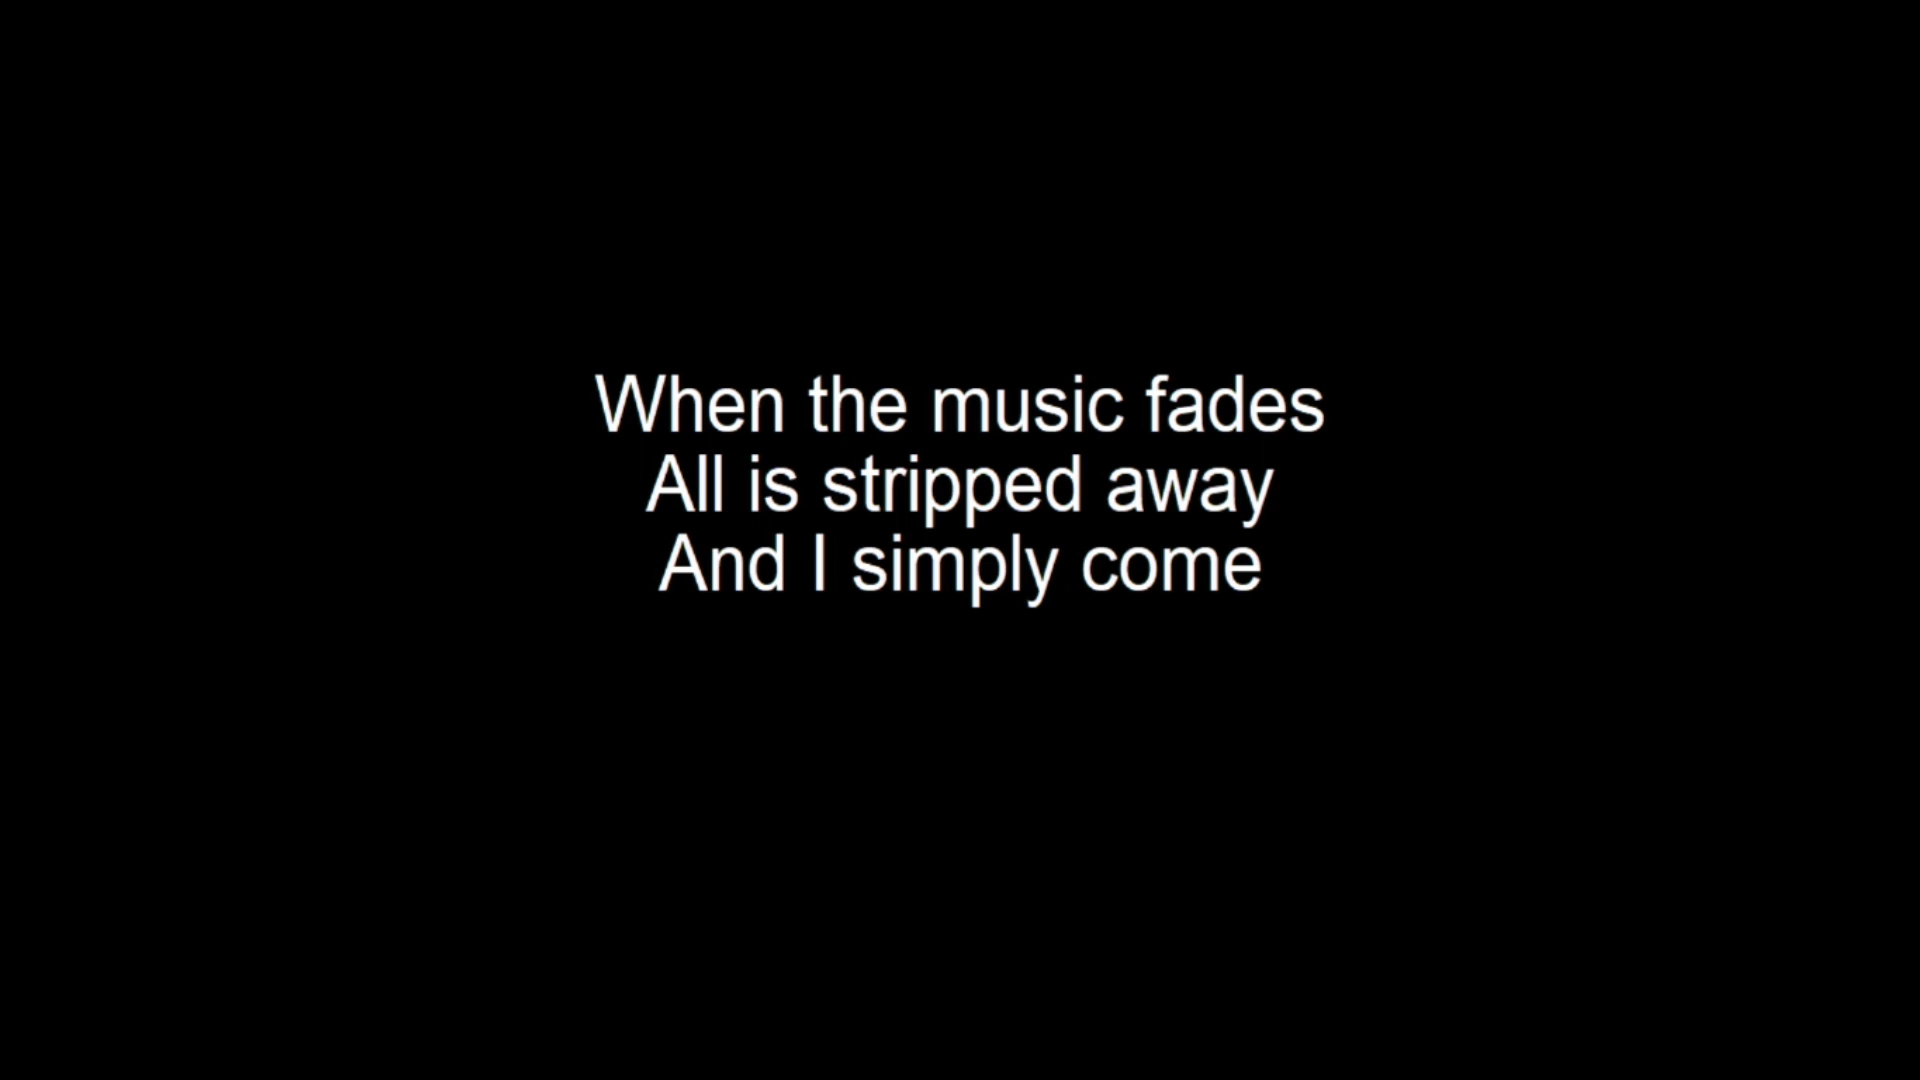 When the music fades
All is stripped away
And I simply come